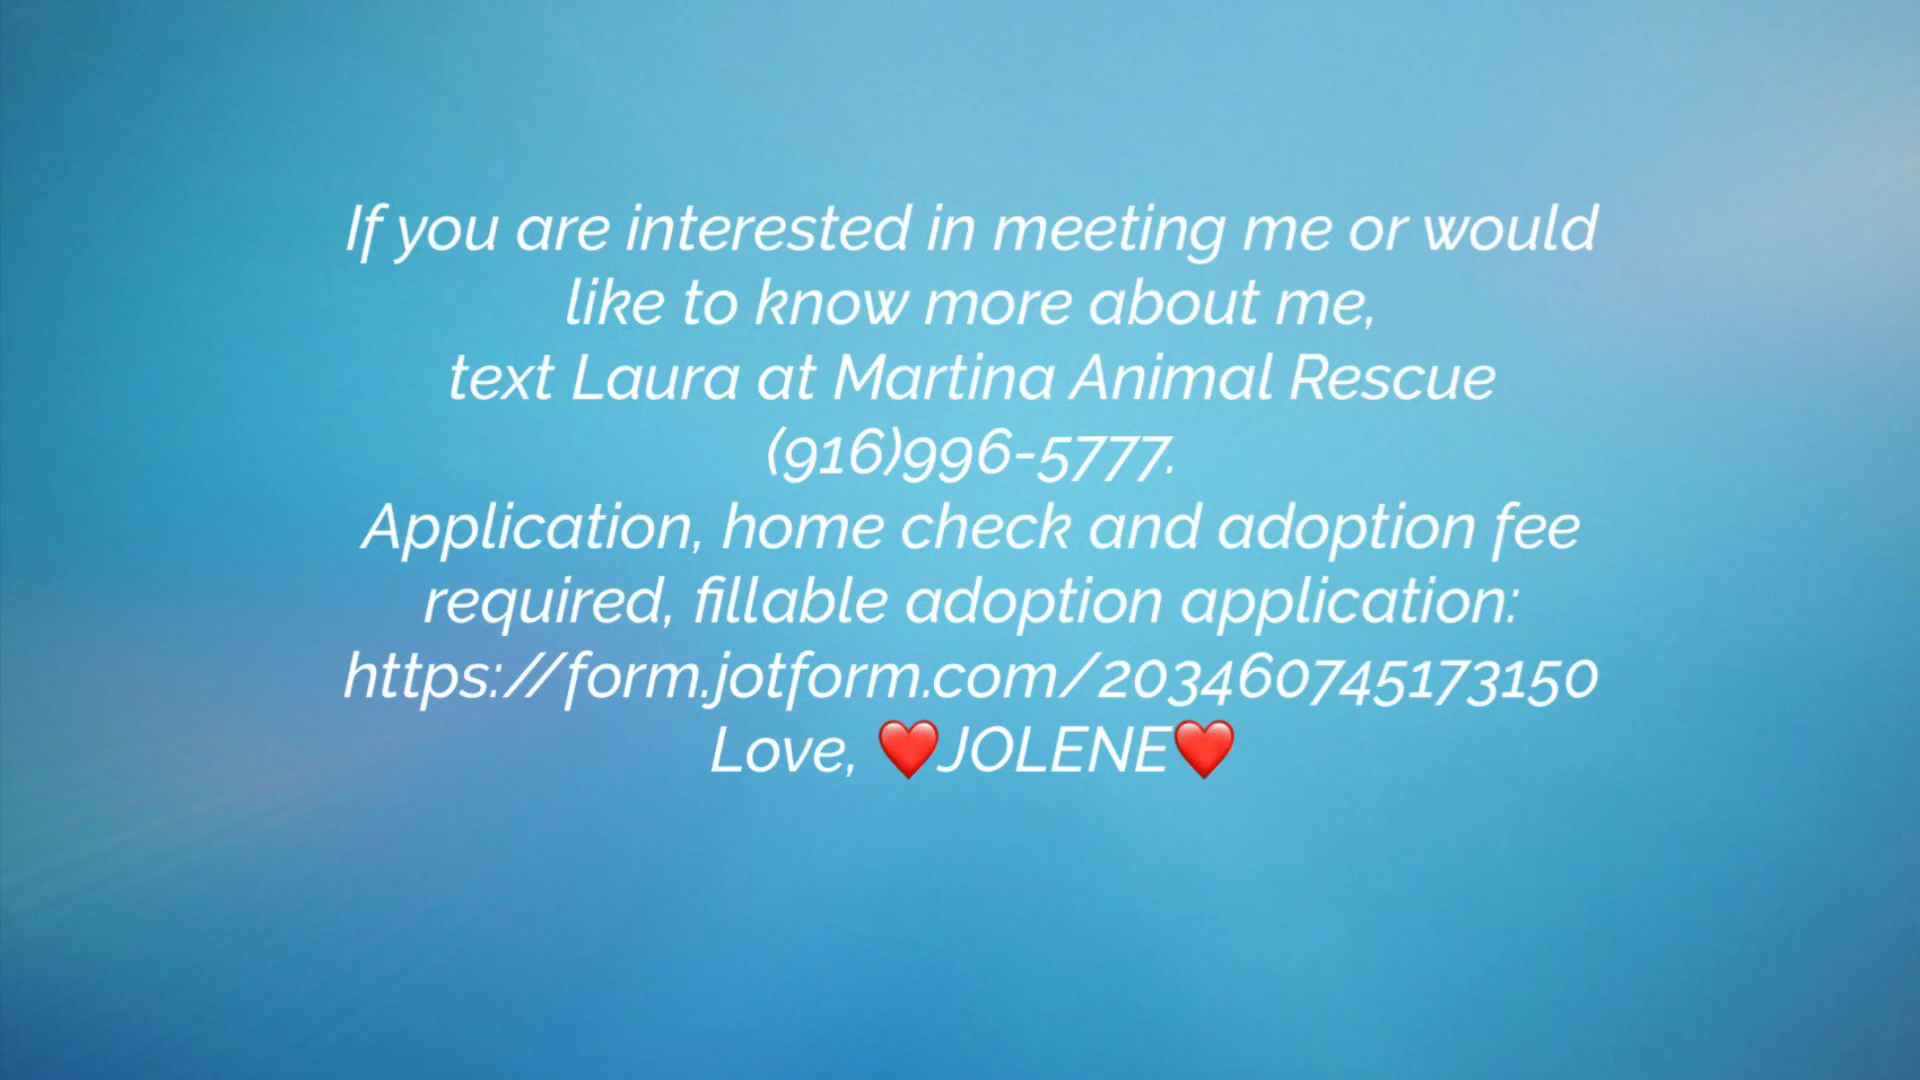 If you are interested in meeting me or would
like to know more about me,
text Laura at Martina Animal Rescue
(916)996-5777.
Application, home check and adoption fee
required, fillable adoption application:
https://form.jotform.com/203460745173150
Love, ❤️JOLENE❤️